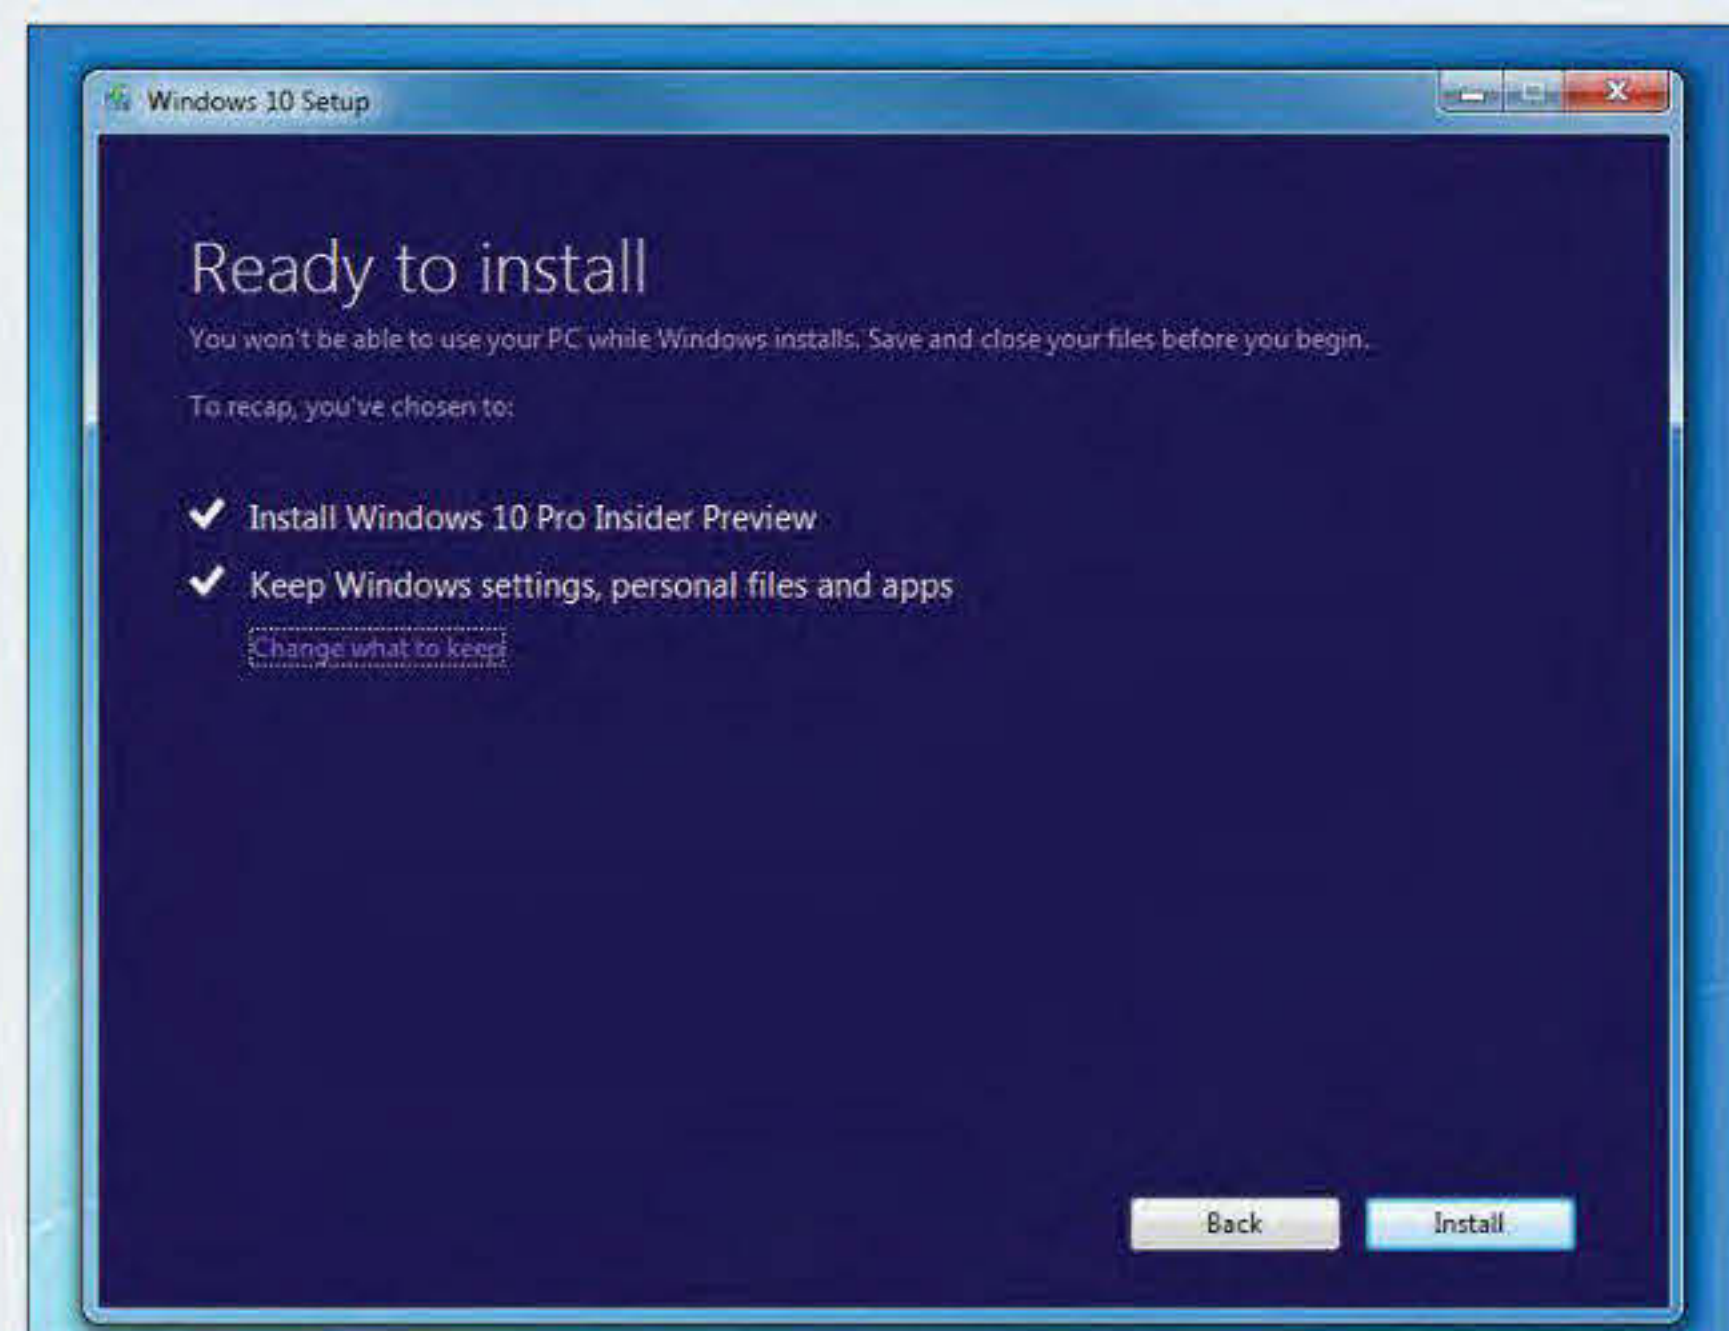 Windows 10 Setup
Ready to install
You won't be able to use your PC while Windows installs. Save and close your files before you begin.
To recap, you've chosen to:
Install Windows 10 Pro Insider Preview
Keep Windows settings, personal files and apps
Change what to keep
Back
Install